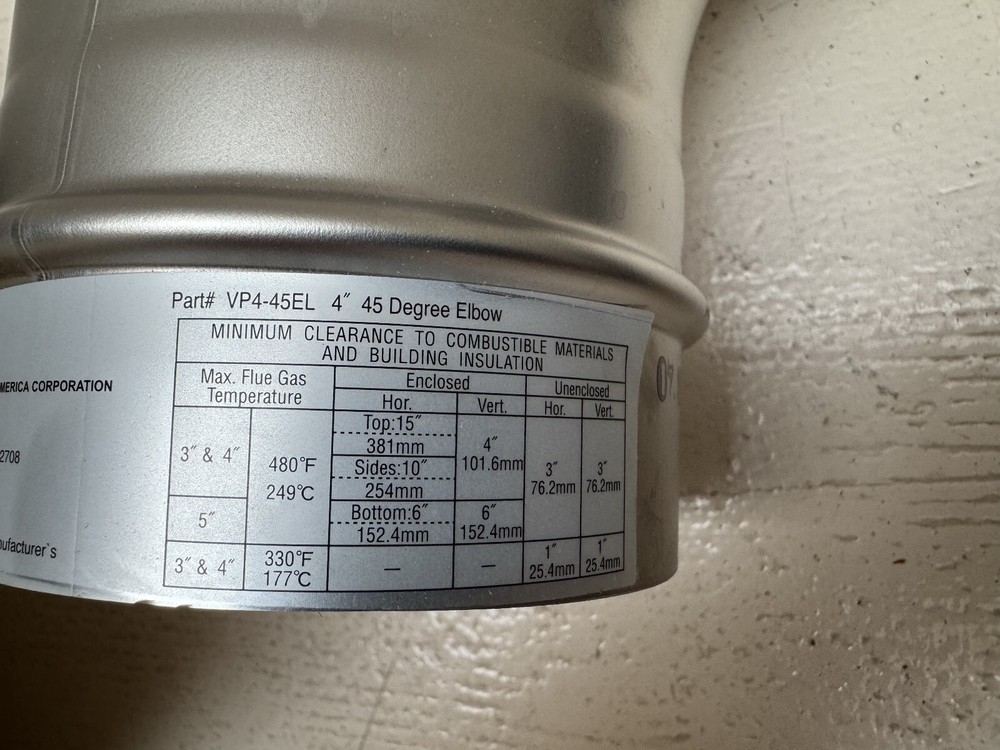 Part# VP4-45EL 4″ 45 Degree Elbow
MINIMUM CLEARANCE TO COMBUSTIBLE MATERIALS
AND BUILDING INSULATION
Max. Flue Gas
Temperature
Enclosed
Unenclosed
Hor. Vert. Hor. Vert.
3″ & 4″
480°F
249°C
Top:15″
381mm
Sides:10″
254mm
4″
101.6mm
3″
76.2mm
3″
76.2mm
5″
Bottom:6″
152.4mm
6″
152.4mm
3″ & 4″
330°F
177°C
—
—
1″
25.4mm
1″
25.4mm
MERICA CORPORATION
2708
ufacturer`s